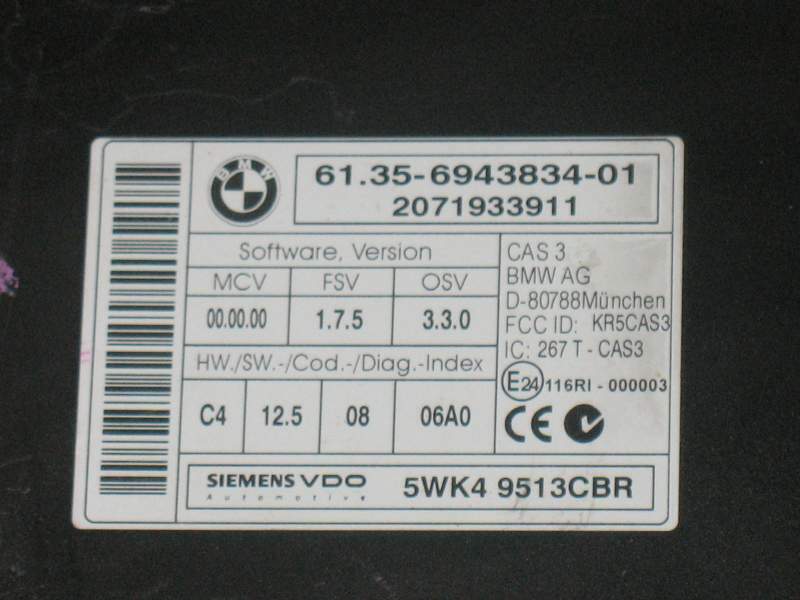 BMW
61.35-6943834-01
2071933911
Software, Version
MCV FSV OSV
00.00.00 1.7.5 3.3.0
HW./SW.-/Cod.-/Diag.-Index
C4 12.5 08 06A0
CAS 3
BMW AG
D-80788München
FCC ID: KR5CAS3
IC: 267 T - CAS3
E24 116RI - 000003
CE
SIEMENS VDO
Automotive
5WK4 9513CBR